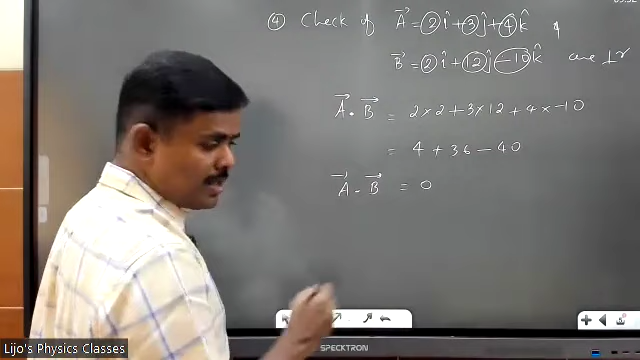 ④ Check if A⃗ = 2î + 3ĵ + 4k̂ &
B⃗ = 2î + 12ĵ - 10k̂ are ⊥r
A⃗ . B⃗ = 2×2 + 3×12 + 4×-10
= 4 + 36 - 40
A⃗ . B⃗ = 0
SPECKTRON
Lijo's Physics Classes